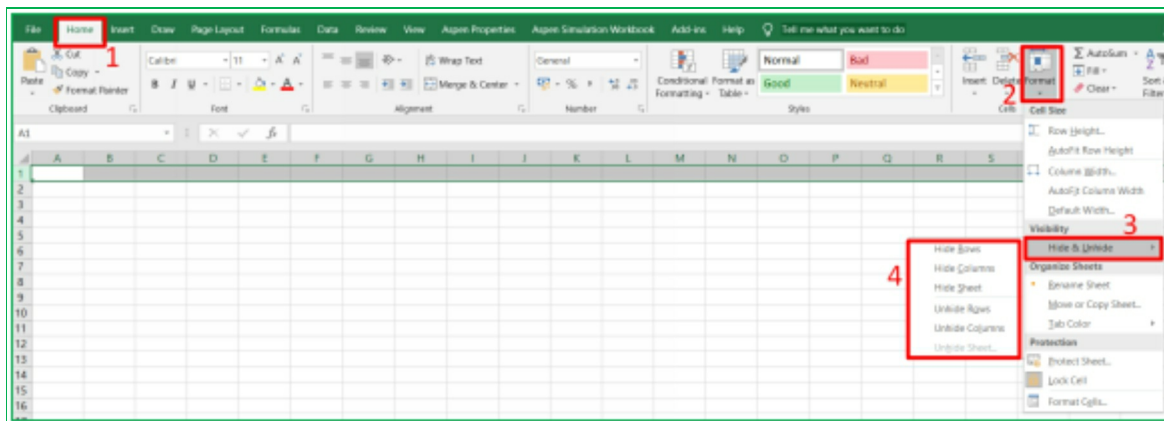 File Home Insert Draw Page Layout Formulas Data Review View Aspen Properties Aspen Simulation Workbook Add-ins Help Tell me what you want to do
1
Cut
Copy
Format Painter
Paste
Clipboard
Calibri 11 A A
B I U A
Font
Wrap Text
Merge & Center
Alignment
General
% ,
Number
Conditional Formatting
Format as Table
Normal Bad
Good Neutral
Styles
Insert Delete Format
2
Cells
AutoSum
Fill
Clear
Sort
Filter
A1 fx
A B C D E F G H I J K L M N O P Q R S
1
2
3
4
5
6
7
8
9
10
11
12
13
14
15
16
Cell Size
Row Height...
AutoFit Row Height
Column Width...
AutoFit Column Width
Default Width...
Visibility
3
Hide & Unhide
Organize Sheets
Rename Sheet
Move or Copy Sheet...
Tab Color
Protection
Protect Sheet...
Lock Cell
Format Cells...
4
Hide Rows
Hide Columns
Hide Sheet
Unhide Rows
Unhide Columns
Unhide Sheet...